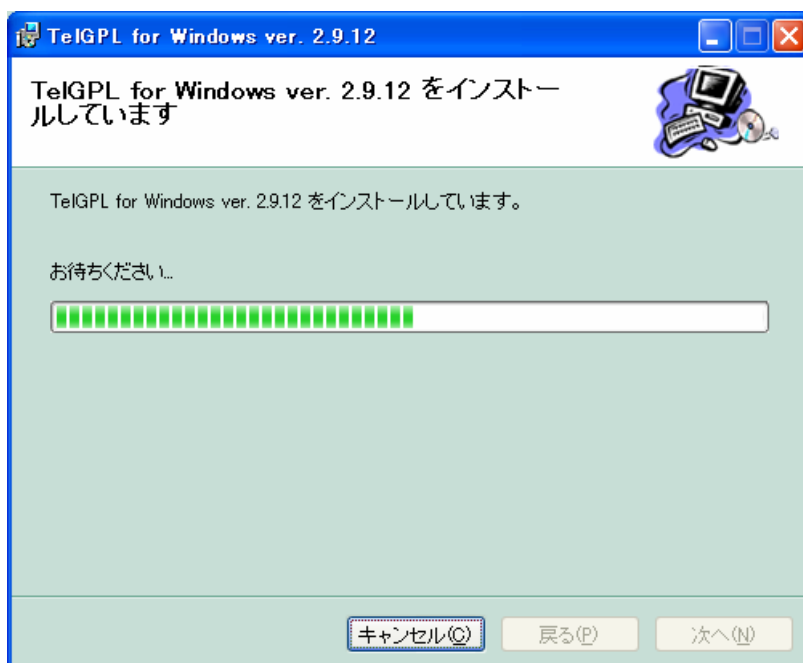 TelGPL for Windows ver. 2.9.12
TelGPL for Windows ver. 2.9.12 をインストー
ルしています
TelGPL for Windows ver. 2.9.12 をインストールしています。
お待ちください...
キャンセル(C)
戻る(P)
次へ(N)